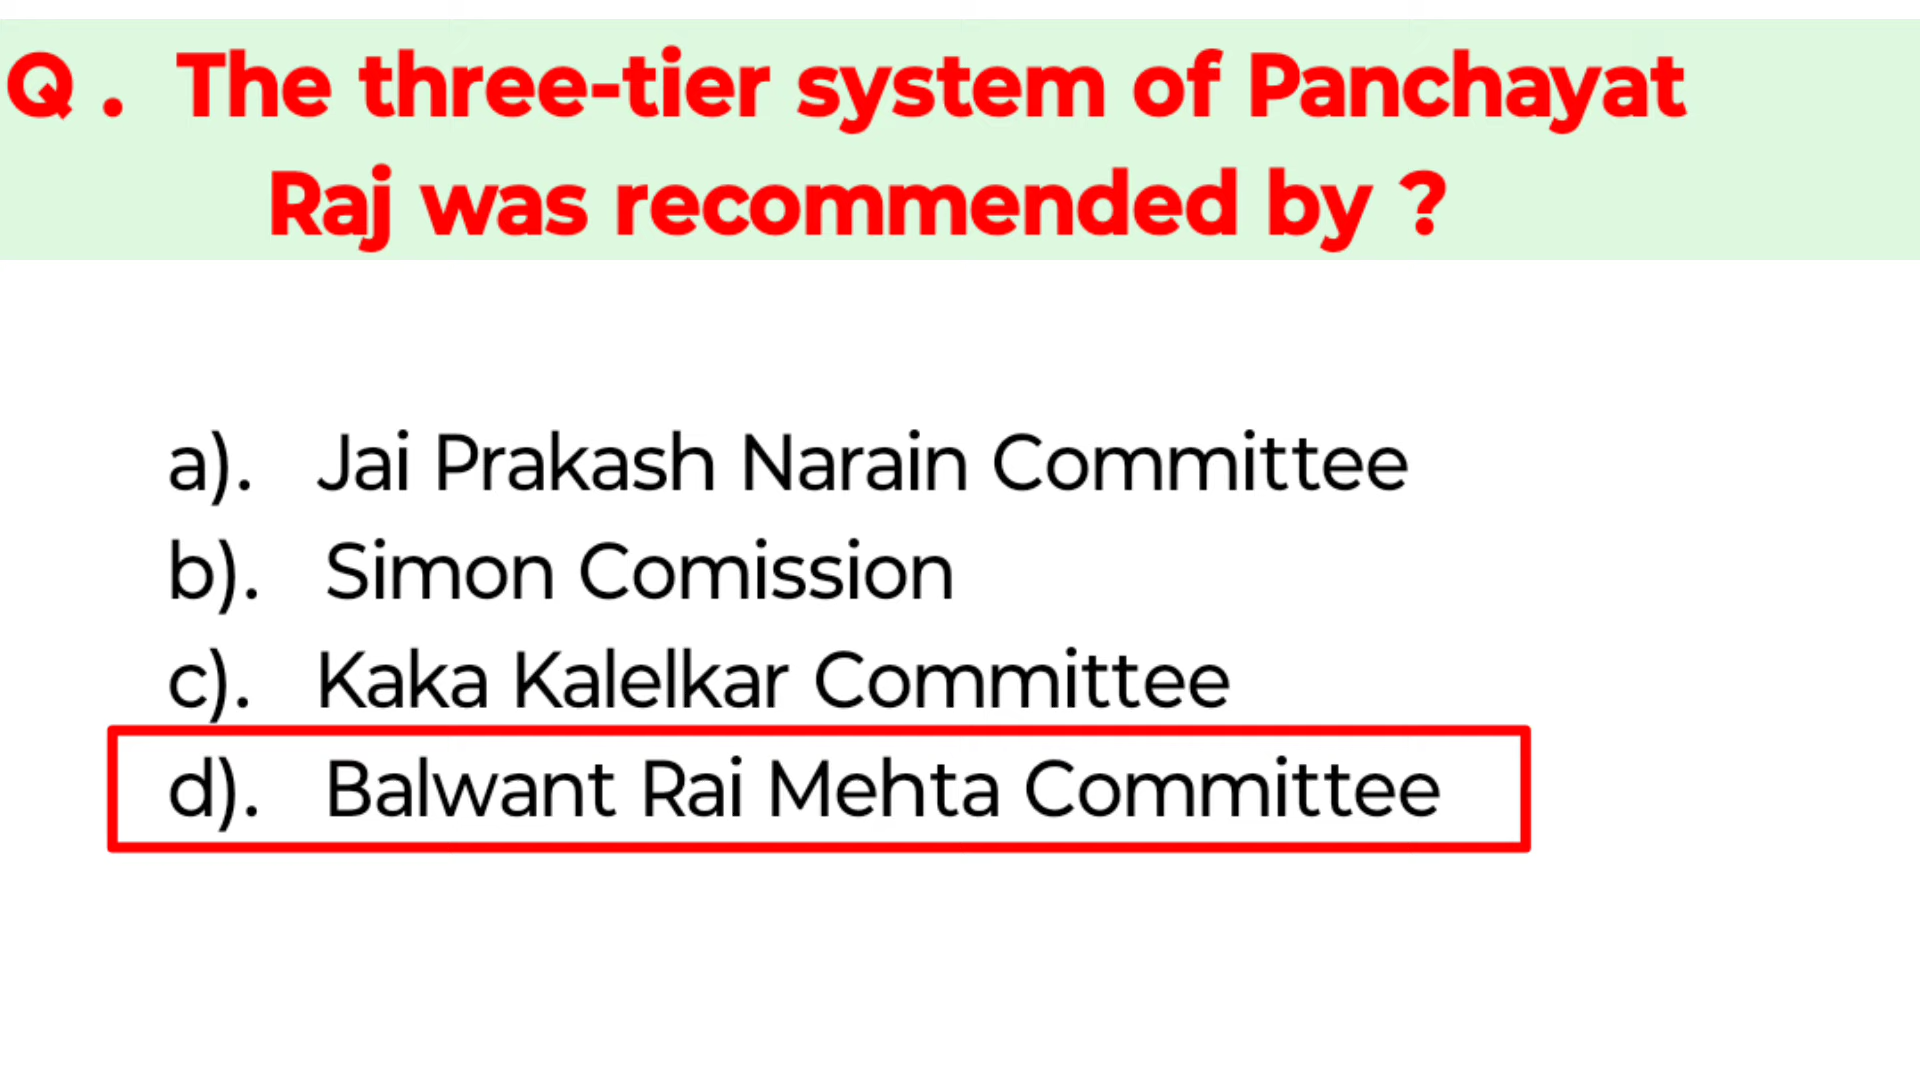 Q . The three-tier system of Panchayat
Raj was recommended by ?
a). Jai Prakash Narain Committee
b). Simon Comission
c). Kaka Kalelkar Committee
d). Balwant Rai Mehta Committee